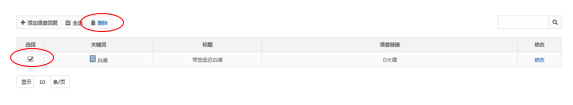 + 添加语音回复 全选 删除
选择 关键词 标题 语音链接 修改
白湖 带您走近白湖 D大调 修改
显示 10 条/页